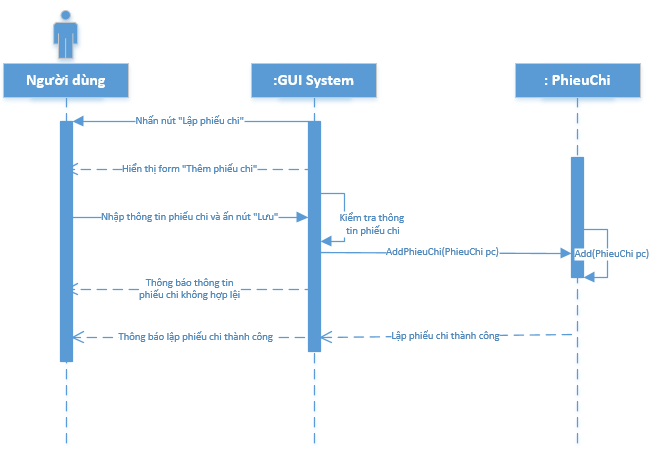 Người dùng
:GUI System
: PhieuChi
Nhấn nút "Lập phiếu chi"
Hiển thị form "Thêm phiếu chi"
Nhập thông tin phiếu chi và ấn nút "Lưu"
Kiểm tra thông
tin phiếu chi
AddPhieuChi(PhieuChi pc)
Add(PhieuChi pc)
Thông báo thông tin
phiếu chi không hợp lệi
Thông báo lập phiếu chi thành công
Lập phiếu chi thành công